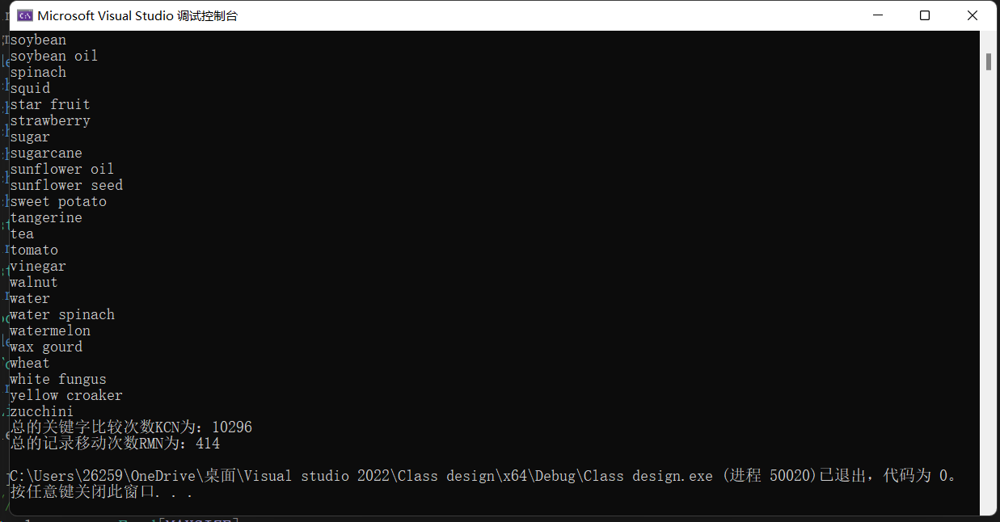 Microsoft Visual Studio 调试控制台
soybean
soybean oil
spinach
squid
star fruit
strawberry
sugar
sugarcane
sunflower oil
sunflower seed
sweet potato
tangerine
tea
tomato
vinegar
walnut
water
water spinach
watermelon
wax gourd
wheat
white fungus
yellow croaker
zucchini
总的关键字比较次数KCN为：10296
总的记录移动次数RMN为：414
C:\Users\26259\OneDrive\桌面\Visual studio 2022\Class design\x64\Debug\Class design.exe (进程 50020)已退出，代码为 0。
按任意键关闭此窗口. . .